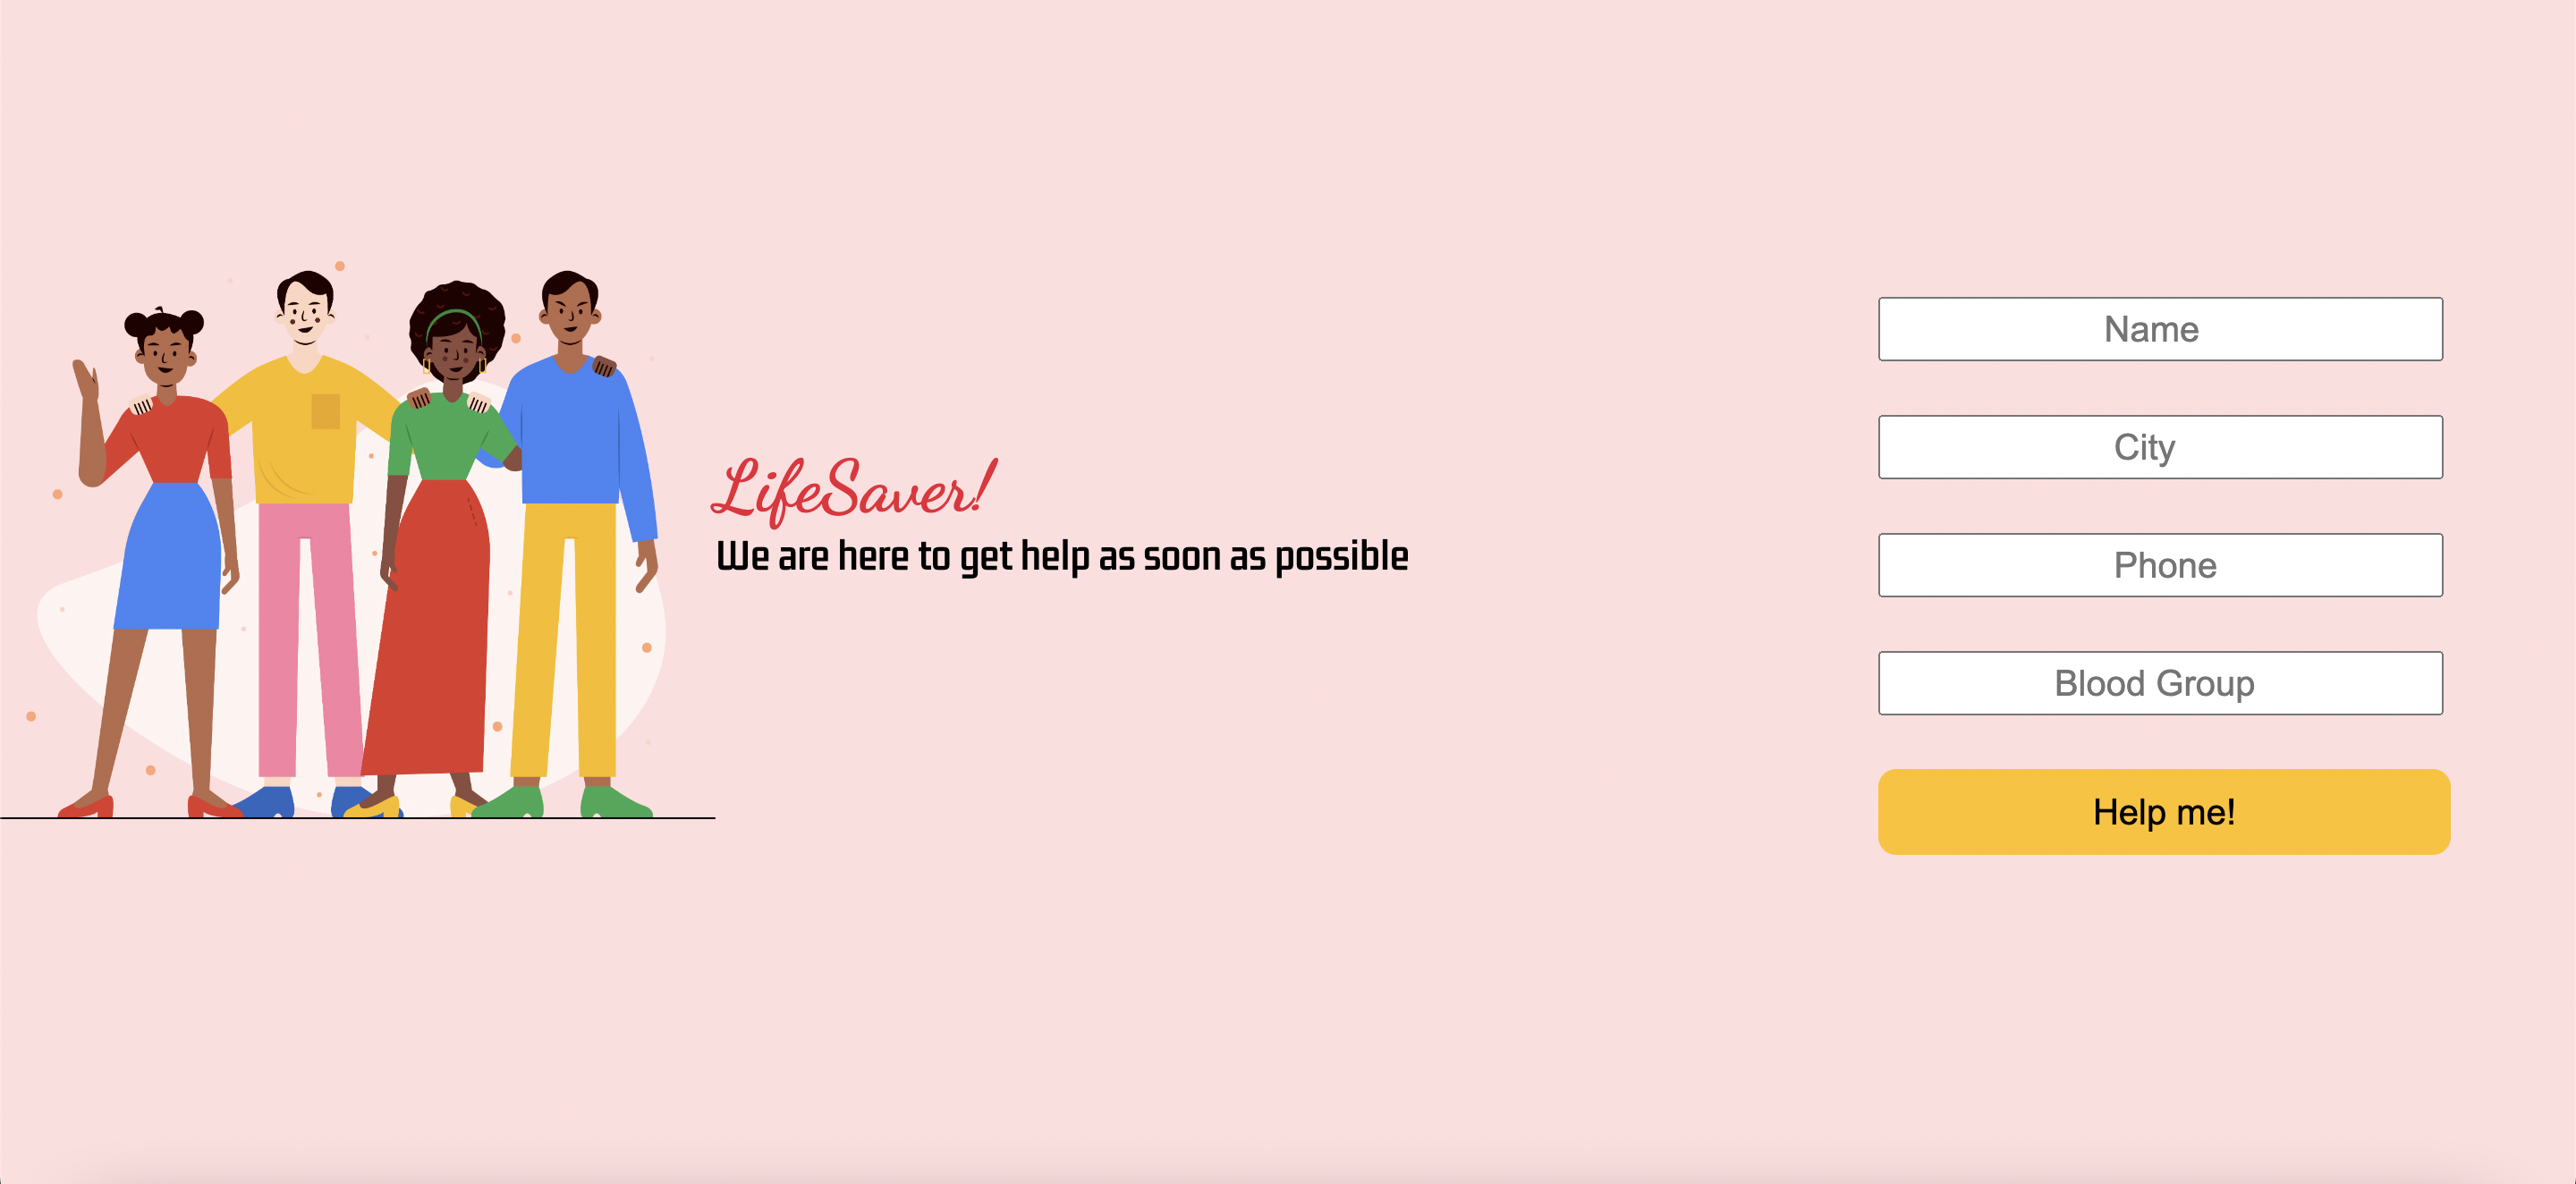 LifeSaver!
We are here to get help as soon as possible
Name
City
Phone
Blood Group
Help me!